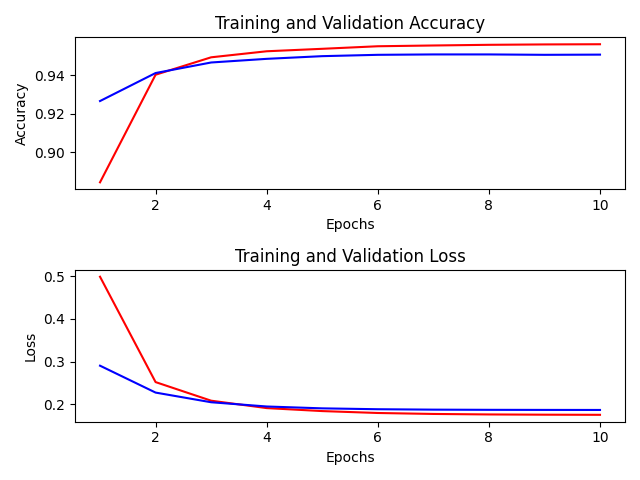 Training and Validation Accuracy
0.94
0.92
0.90
Accuracy
2 4 6 8 10
Epochs
Training and Validation Loss
0.5
0.4
0.3
0.2
Loss
2 4 6 8 10
Epochs